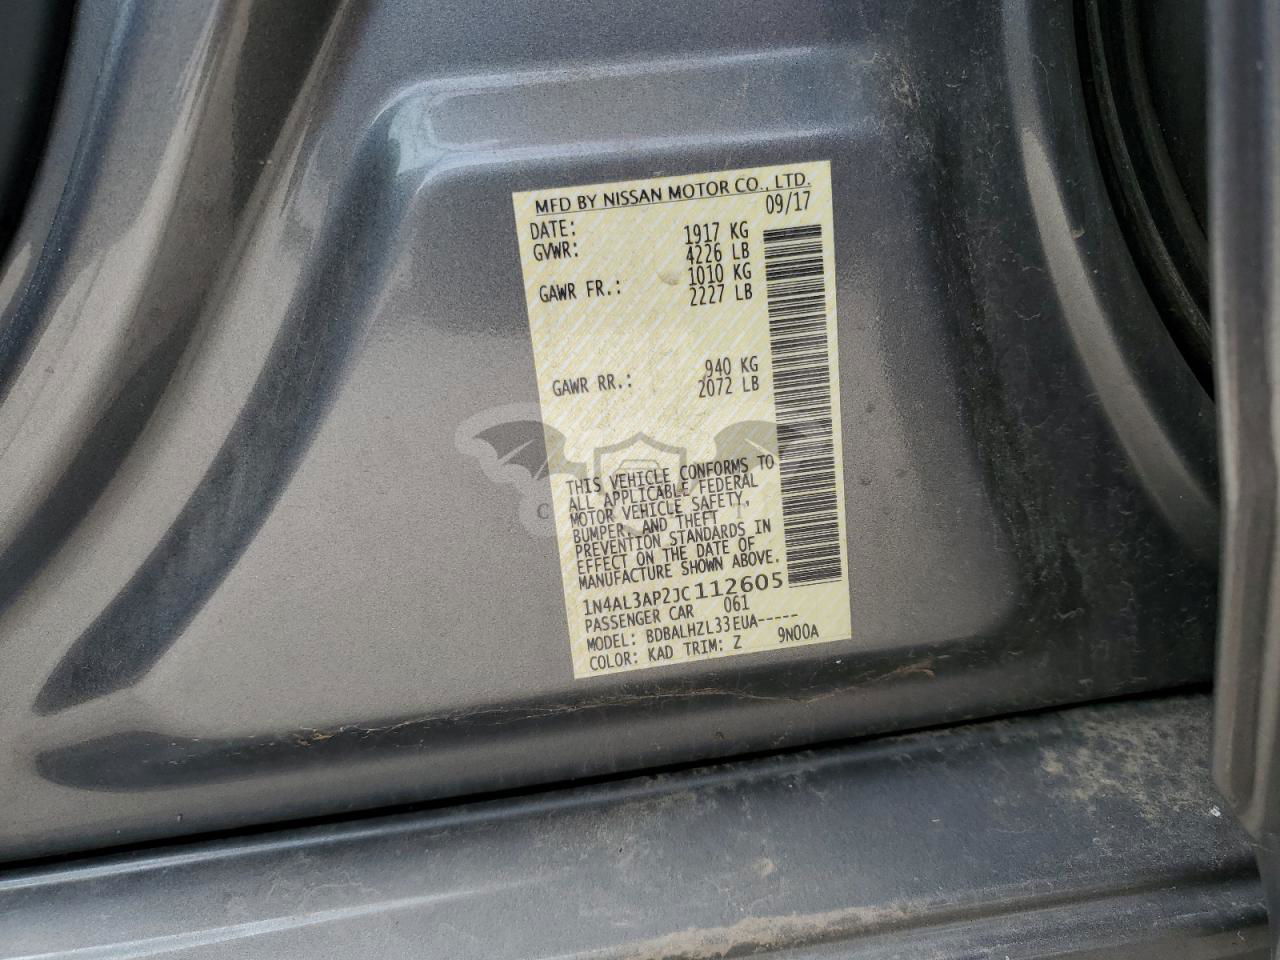 MFD BY NISSAN MOTOR CO., LTD.
DATE: 09/17
GVWR: 1917 KG
4226 LB
GAWR FR.: 1010 KG
2227 LB
GAWR RR.: 940 KG
2072 LB
THIS VEHICLE CONFORMS TO
ALL APPLICABLE FEDERAL
MOTOR VEHICLE SAFETY,
BUMPER, AND THEFT
PREVENTION STANDARDS IN
EFFECT ON THE DATE OF
MANUFACTURE SHOWN ABOVE.
1N4AL3AP2JC112605
PASSENGER CAR 061
MODEL: BDBALHZL33EUA-----
COLOR: KAD TRIM: Z 9N00A